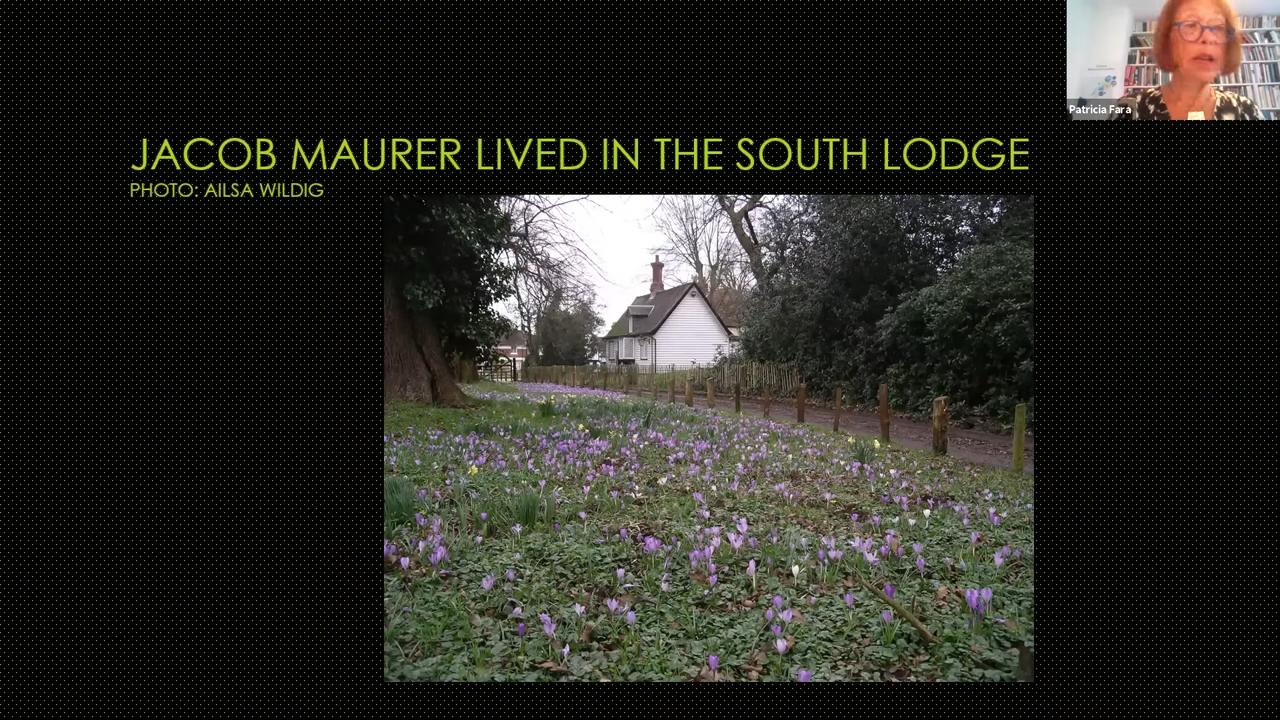 JACOB MAURER LIVED IN THE SOUTH LODGE
PHOTO: AILSA WILDIG
Patricia Fara